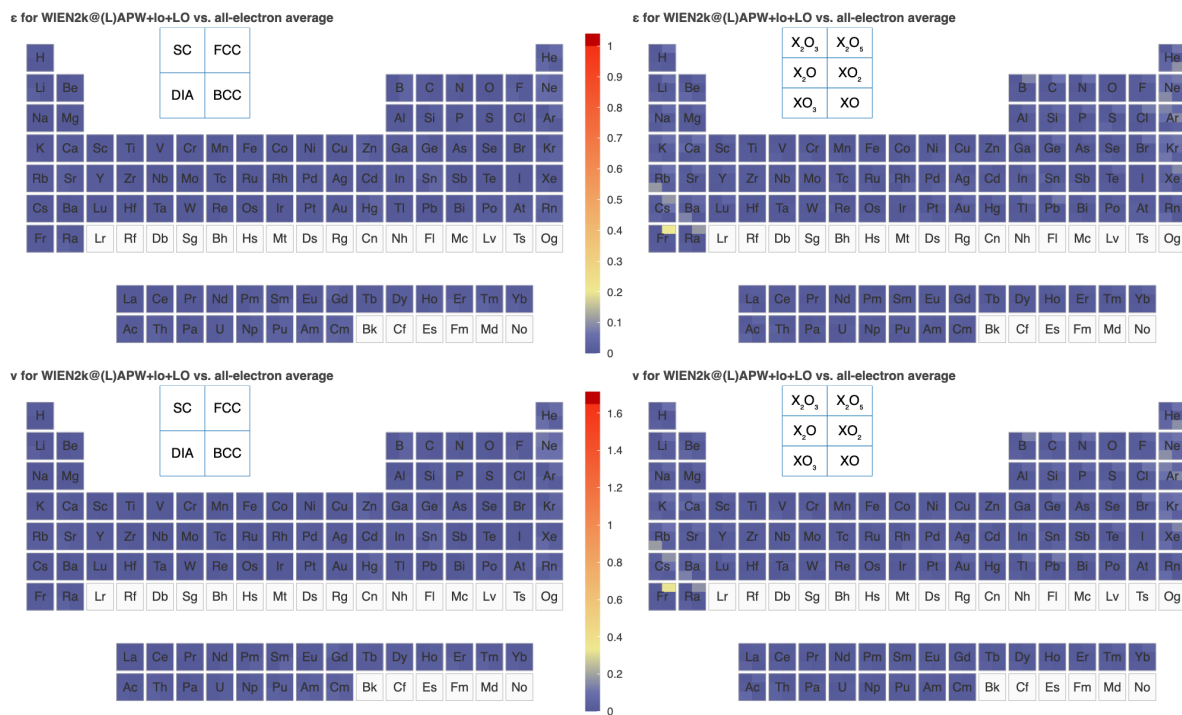 ε for WIEN2k@(L)APW+lo+LO vs. all-electron average
SC FCC
DIA BCC
H He
Li Be B C N O F Ne
Na Mg Al Si P S Cl Ar
K Ca Sc Ti V Cr Mn Fe Co Ni Cu Zn Ga Ge As Se Br Kr
Rb Sr Y Zr Nb Mo Tc Ru Rh Pd Ag Cd In Sn Sb Te I Xe
Cs Ba Lu Hf Ta W Re Os Ir Pt Au Hg Tl Pb Bi Po At Rn
Fr Ra Lr Rf Db Sg Bh Hs Mt Ds Rg Cn Nh Fl Mc Lv Ts Og
La Ce Pr Nd Pm Sm Eu Gd Tb Dy Ho Er Tm Yb
Ac Th Pa U Np Pu Am Cm Bk Cf Es Fm Md No
1
0.9
0.8
0.7
0.6
0.5
0.4
0.3
0.2
0.1
0
ε for WIEN2k@(L)APW+lo+LO vs. all-electron average
X₂O₃ X₂O₅
X₂O XO₂
XO₃ XO
H He
Li Be B C N O F Ne
Na Mg Al Si P S Cl Ar
K Ca Sc Ti V Cr Mn Fe Co Ni Cu Zn Ga Ge As Se Br Kr
Rb Sr Y Zr Nb Mo Tc Ru Rh Pd Ag Cd In Sn Sb Te I Xe
Cs Ba Lu Hf Ta W Re Os Ir Pt Au Hg Tl Pb Bi Po At Rn
Fr Ra Lr Rf Db Sg Bh Hs Mt Ds Rg Cn Nh Fl Mc Lv Ts Og
La Ce Pr Nd Pm Sm Eu Gd Tb Dy Ho Er Tm Yb
Ac Th Pa U Np Pu Am Cm Bk Cf Es Fm Md No
ν for WIEN2k@(L)APW+lo+LO vs. all-electron average
SC FCC
DIA BCC
H He
Li Be B C N O F Ne
Na Mg Al Si P S Cl Ar
K Ca Sc Ti V Cr Mn Fe Co Ni Cu Zn Ga Ge As Se Br Kr
Rb Sr Y Zr Nb Mo Tc Ru Rh Pd Ag Cd In Sn Sb Te I Xe
Cs Ba Lu Hf Ta W Re Os Ir Pt Au Hg Tl Pb Bi Po At Rn
Fr Ra Lr Rf Db Sg Bh Hs Mt Ds Rg Cn Nh Fl Mc Lv Ts Og
La Ce Pr Nd Pm Sm Eu Gd Tb Dy Ho Er Tm Yb
Ac Th Pa U Np Pu Am Cm Bk Cf Es Fm Md No
1.6
1.4
1.2
1
0.8
0.6
0.4
0.2
0
ν for WIEN2k@(L)APW+lo+LO vs. all-electron average
X₂O₃ X₂O₅
X₂O XO₂
XO₃ XO
H He
Li Be B C N O F Ne
Na Mg Al Si P S Cl Ar
K Ca Sc Ti V Cr Mn Fe Co Ni Cu Zn Ga Ge As Se Br Kr
Rb Sr Y Zr Nb Mo Tc Ru Rh Pd Ag Cd In Sn Sb Te I Xe
Cs Ba Lu Hf Ta W Re Os Ir Pt Au Hg Tl Pb Bi Po At Rn
Fr Ra Lr Rf Db Sg Bh Hs Mt Ds Rg Cn Nh Fl Mc Lv Ts Og
La Ce Pr Nd Pm Sm Eu Gd Tb Dy Ho Er Tm Yb
Ac Th Pa U Np Pu Am Cm Bk Cf Es Fm Md No